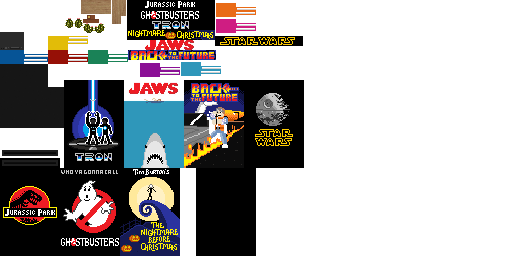 JURASSIC PARK
GHOSTBUSTERS
TRON
NIGHTMARE BEFORE CHRISTMAS
STAR WARS
JAWS
BACK TO THE FUTURE
TRON
JAWS
BACK
TO THE
FUTURE
STAR
WARS
JURASSIC PARK
WHO YA GONNA CALL
GHOSTBUSTERS
TIM BURTON'S
THE
NIGHTMARE
BEFORE
CHRISTMAS